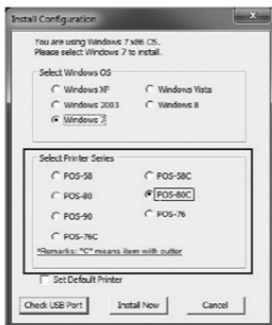 Install Configuration
You are using Windows 7 x86 OS.
Please select Windows 7 to install.
Select Windows OS
Windows XP
Windows Vista
Windows 2003
Windows 8
Windows 7
Select Printer Series
POS-58
POS-58C
POS-80
POS-80C
POS-90
POS-76
POS-76C
*Remarks: "C" means item with cutter
Set Default Printer
Check USB Port
Install Now
Cancel